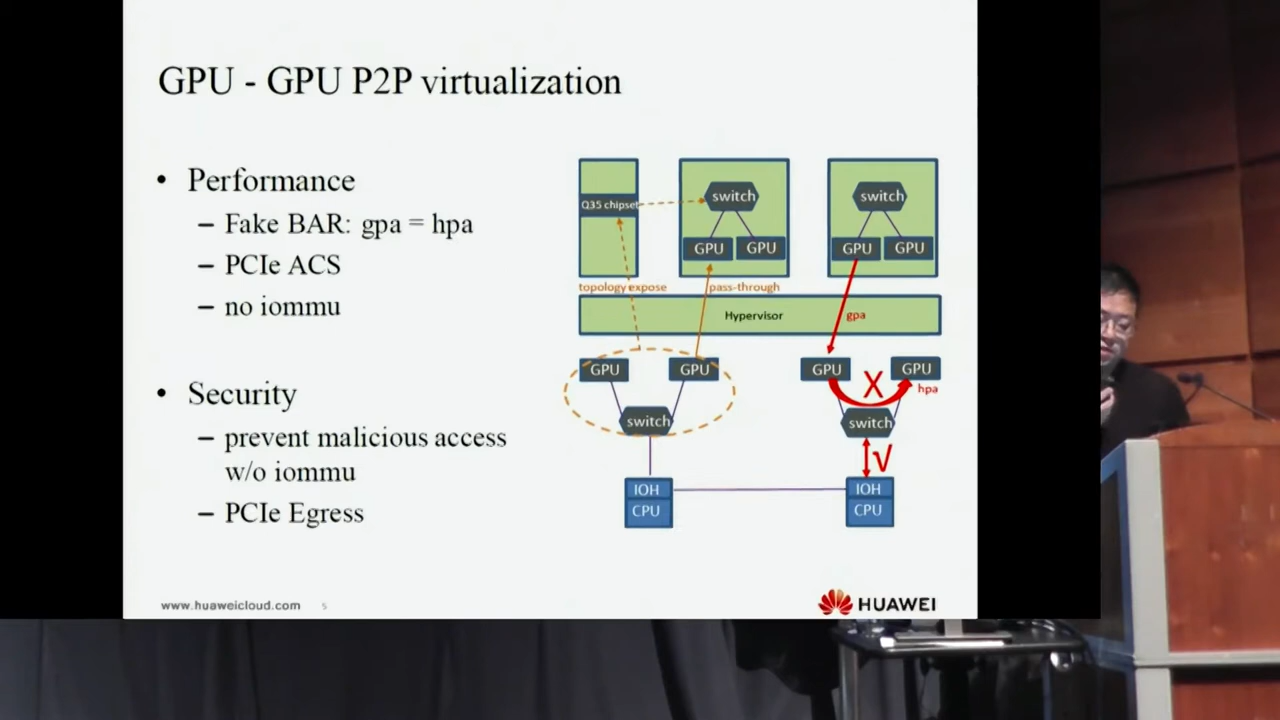 GPU - GPU P2P virtualization
• Performance
– Fake BAR: gpa = hpa
– PCIe ACS
– no iommu
• Security
– prevent malicious access
w/o iommu
– PCIe Egress
Q35 chipset
switch
GPU
GPU
switch
GPU
GPU
topology expose
pass-through
Hypervisor
gpa
GPU
GPU
switch
IOH
CPU
GPU
X
GPU
hpa
switch
√
IOH
CPU
www.huaweicloud.com
5
HUAWEI